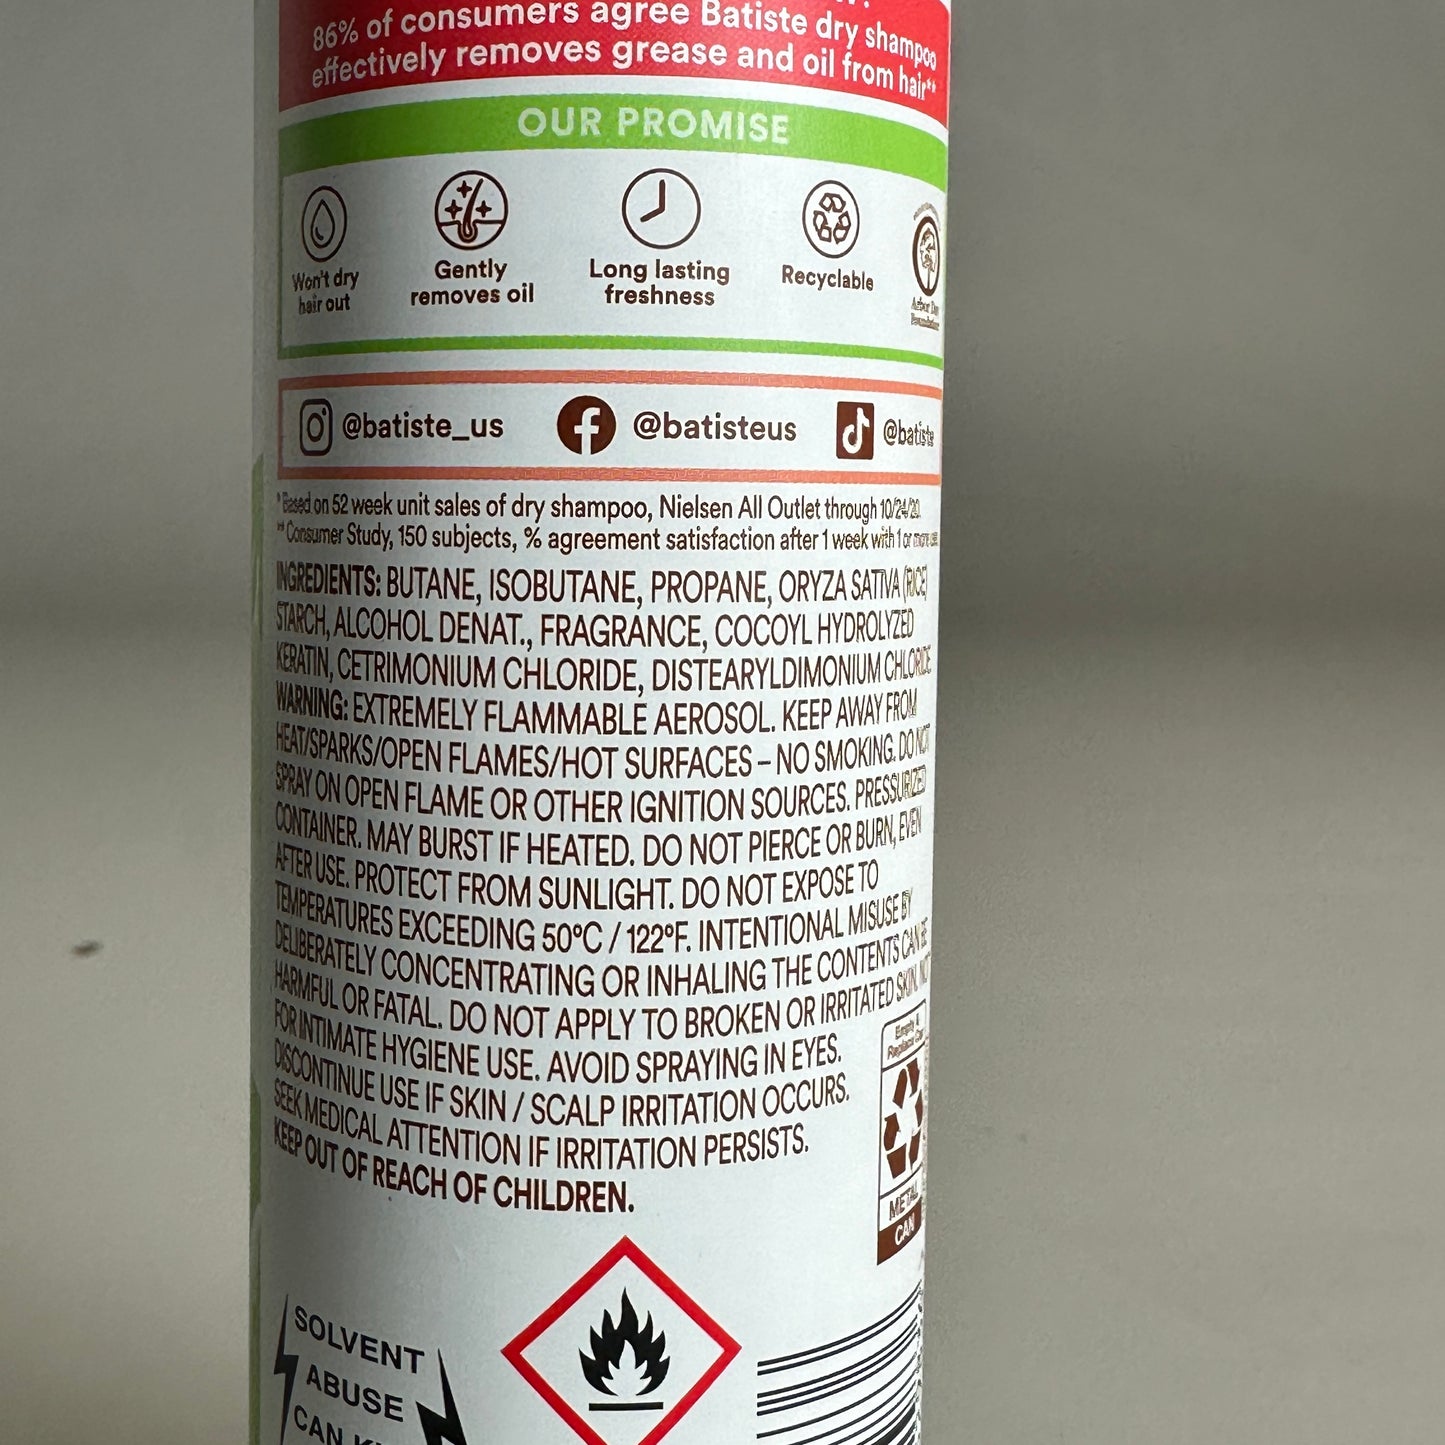 86% of consumers agree Batiste dry shampoo
effectively removes grease and oil from hair**
OUR PROMISE
Won't dry
hair out
Gently
removes oil
Long lasting
freshness
Recyclable
Arbor Day
Foundation
@batiste_us
@batisteus
@batiste
* Based on 52 week unit sales of dry shampoo, Nielsen All Outlet through 10/24/20.
** Consumer Study, 150 subjects, % agreement satisfaction after 1 week with 1 or more use
INGREDIENTS: BUTANE, ISOBUTANE, PROPANE, ORYZA SATIVA (RICE)
STARCH, ALCOHOL DENAT., FRAGRANCE, COCOYL HYDROLYZED
KERATIN, CETRIMONIUM CHLORIDE, DISTEARYLDIMONIUM CHLORIDE
WARNING: EXTREMELY FLAMMABLE AEROSOL. KEEP AWAY FROM
HEAT/SPARKS/OPEN FLAMES/HOT SURFACES – NO SMOKING. DO NOT
SPRAY ON OPEN FLAME OR OTHER IGNITION SOURCES. PRESSURIZED
CONTAINER. MAY BURST IF HEATED. DO NOT PIERCE OR BURN, EVEN
AFTER USE. PROTECT FROM SUNLIGHT. DO NOT EXPOSE TO
TEMPERATURES EXCEEDING 50°C / 122°F. INTENTIONAL MISUSE BY
DELIBERATELY CONCENTRATING OR INHALING THE CONTENTS CAN BE
HARMFUL OR FATAL. DO NOT APPLY TO BROKEN OR IRRITATED SKIN. NOT
FOR INTIMATE HYGIENE USE. AVOID SPRAYING IN EYES.
DISCONTINUE USE IF SKIN / SCALP IRRITATION OCCURS.
SEEK MEDICAL ATTENTION IF IRRITATION PERSISTS.
KEEP OUT OF REACH OF CHILDREN.
Empty &
Replace Cap
METAL
CAN
SOLVENT
ABUSE
CAN